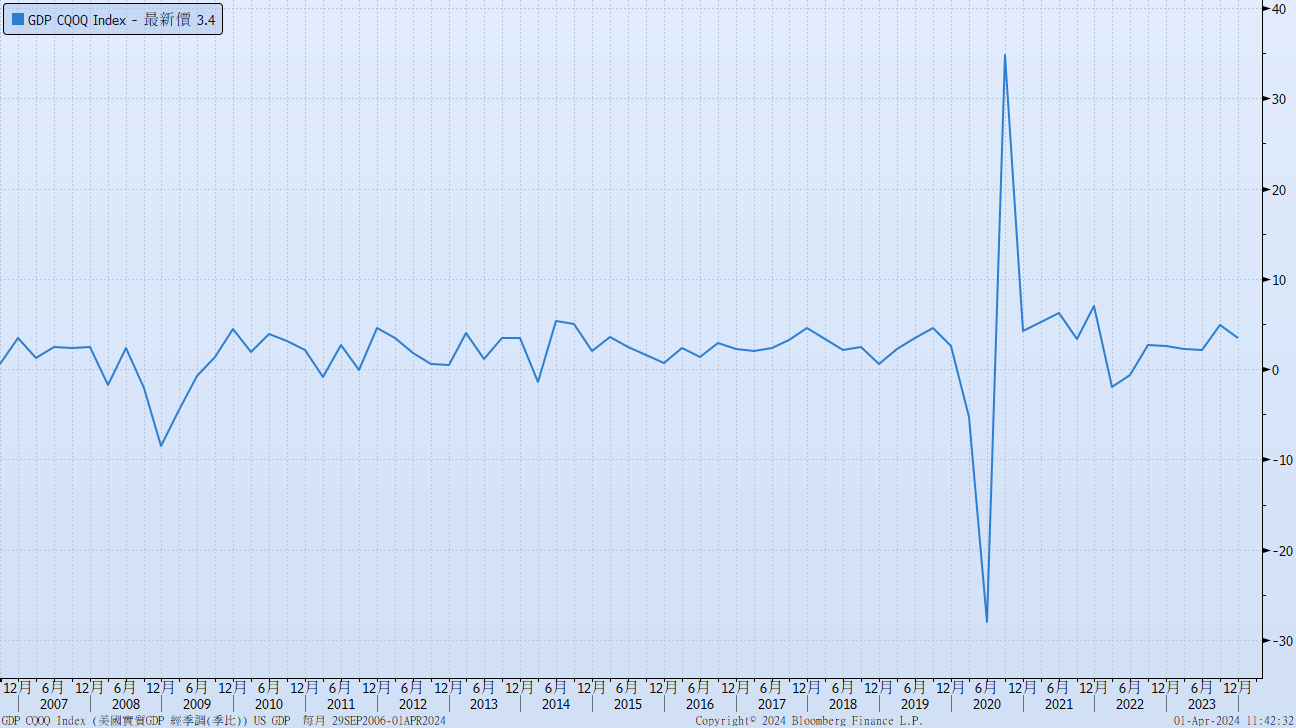 GDP CQOQ Index - 最新價 3.4
40
30
20
10
0
-10
-20
-30
12月 6月 12月 6月 12月 6月 12月 6月 12月 6月 12月 6月 12月 6月 12月 6月 12月 6月 12月 6月 12月 6月 12月 6月 12月 6月 12月 6月 12月 6月 12月 6月 12月 6月 12月
2007 2008 2009 2010 2011 2012 2013 2014 2015 2016 2017 2018 2019 2020 2021 2022 2023
GDP CQOQ Index (美國實質GDP 經季調(季比)) US GDP 每月 29SEP2006-01APR2024 Copyright© 2024 Bloomberg Finance L.P. 01-Apr-2024 11:42:32